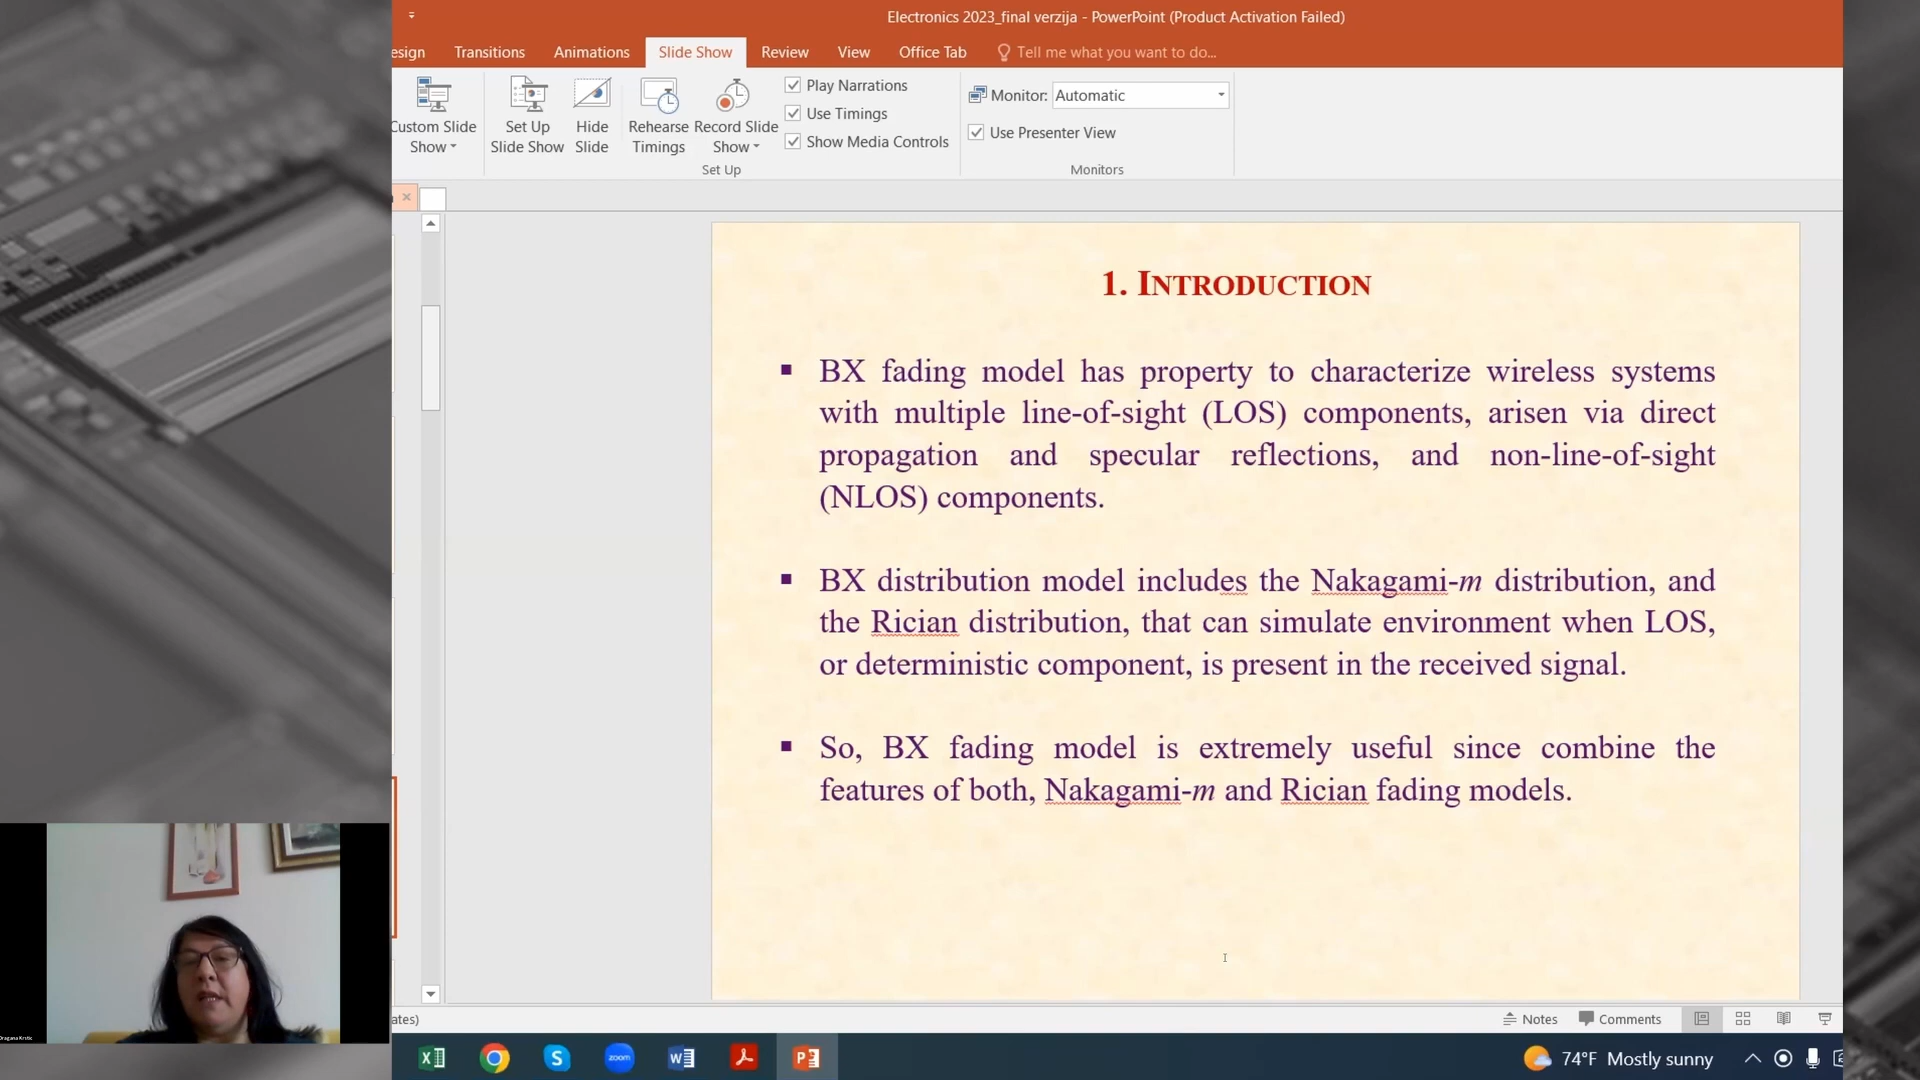 Electronics 2023_final verzija - PowerPoint (Product Activation Failed)
esign Transitions Animations Slide Show Review View Office Tab Tell me what you want to do...
Custom Slide Show
Set Up Slide Show
Hide Slide
Rehearse Timings
Record Slide Show
Play Narrations
Use Timings
Show Media Controls
Set Up
Monitor: Automatic
Use Presenter View
Monitors
1. INTRODUCTION
▪ BX fading model has property to characterize wireless systems
with multiple line-of-sight (LOS) components, arisen via direct
propagation and specular reflections, and non-line-of-sight
(NLOS) components.
▪ BX distribution model includes the Nakagami-m distribution, and
the Rician distribution, that can simulate environment when LOS,
or deterministic component, is present in the received signal.
▪ So, BX fading model is extremely useful since combine the
features of both, Nakagami-m and Rician fading models.
Dragana Krstic
ates) Notes Comments
zoom
74°F Mostly sunny